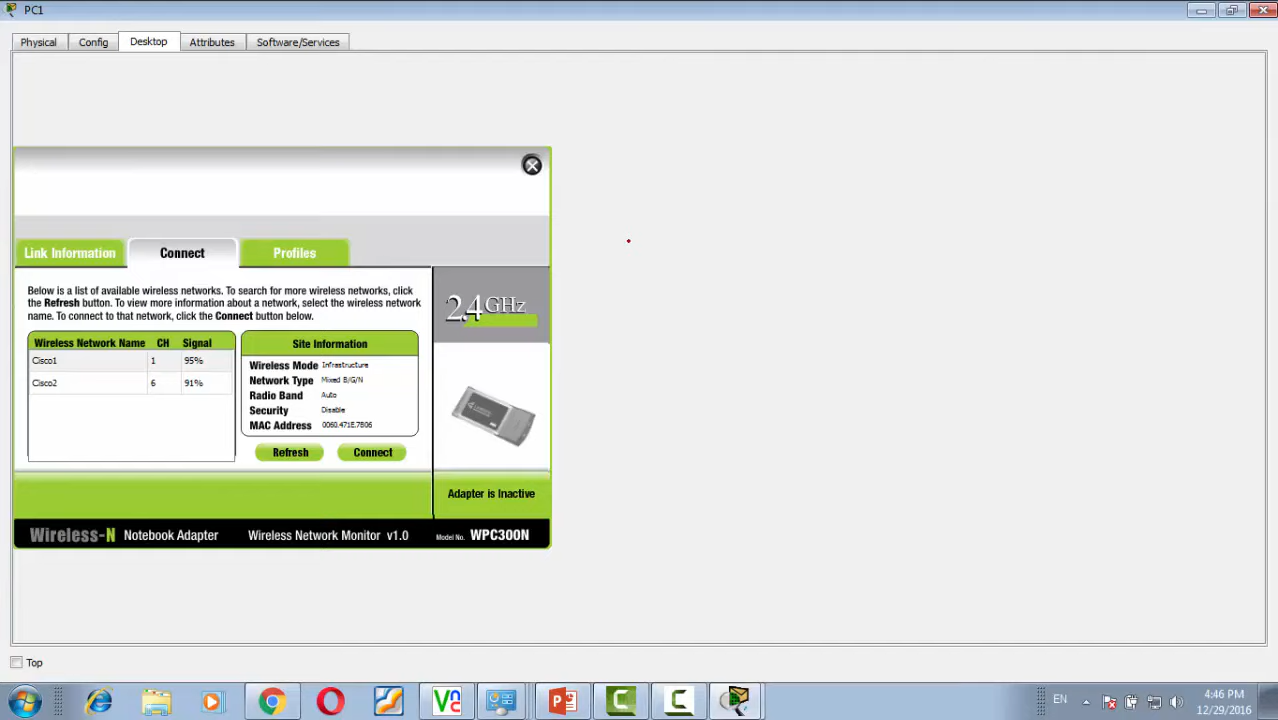 PC1
Physical Config Desktop Attributes Software/Services
Link Information Connect Profiles
Below is a list of available wireless networks. To search for more wireless networks, click
the Refresh button. To view more information about a network, select the wireless network
name. To connect to that network, click the Connect button below.
2.4GHz
Wireless Network Name CH Signal
Cisco1 1 95%
Cisco2 6 91%
Site Information
Wireless Mode Infrastructure
Network Type Mixed B/G/N
Radio Band Auto
Security Disable
MAC Address 0060.471E.7B06
Refresh Connect
Adapter is Inactive
Wireless-N Notebook Adapter Wireless Network Monitor v1.0 Model No. WPC300N
Top
EN
4:46 PM
12/29/2016